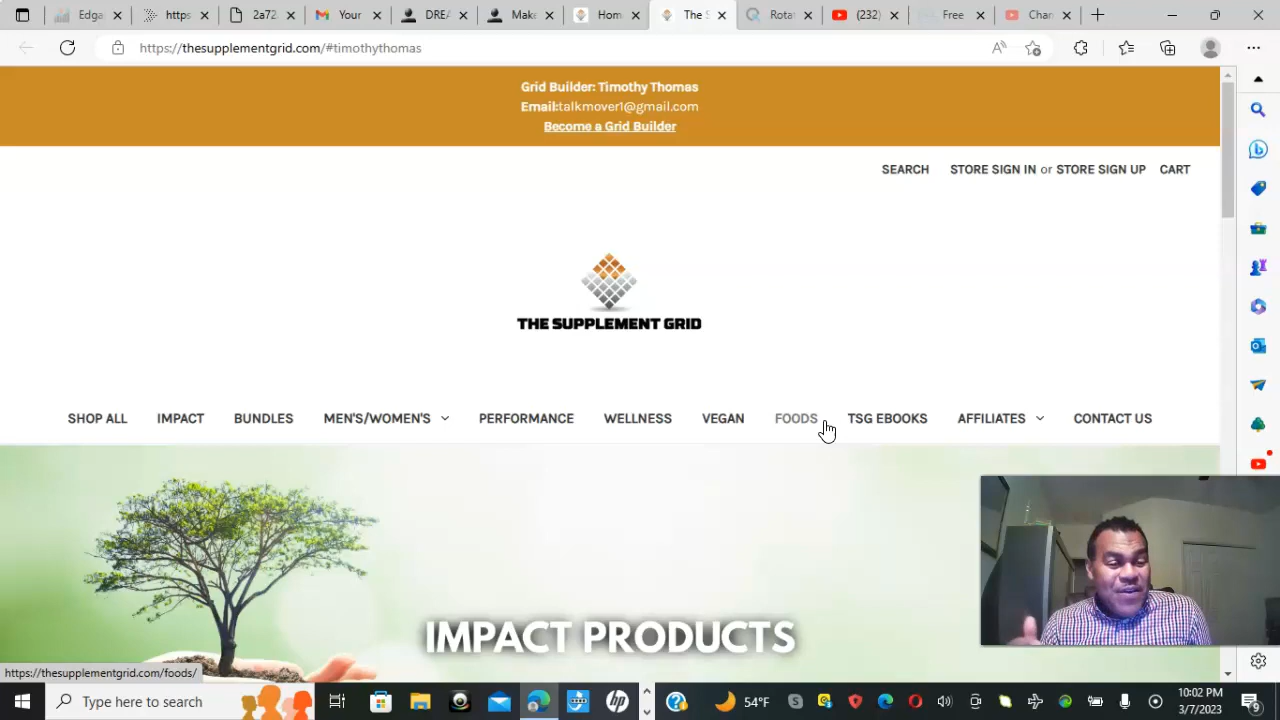 Edga
https
2a72
Your
DREA
Make
Hom
The S
Rota
(232)
Free
Chan
https://thesupplementgrid.com/#timothythomas
Grid Builder: Timothy Thomas
Email:talkmover1@gmail.com
Become a Grid Builder
SEARCH STORE SIGN IN or STORE SIGN UP CART
THE SUPPLEMENT GRID
SHOP ALL IMPACT BUNDLES MEN'S/WOMEN'S PERFORMANCE WELLNESS VEGAN FOODS TSG EBOOKS AFFILIATES CONTACT US
IMPACT PRODUCTS
https://thesupplementgrid.com/foods/
Type here to search
54°F
10:02 PM
3/7/2023